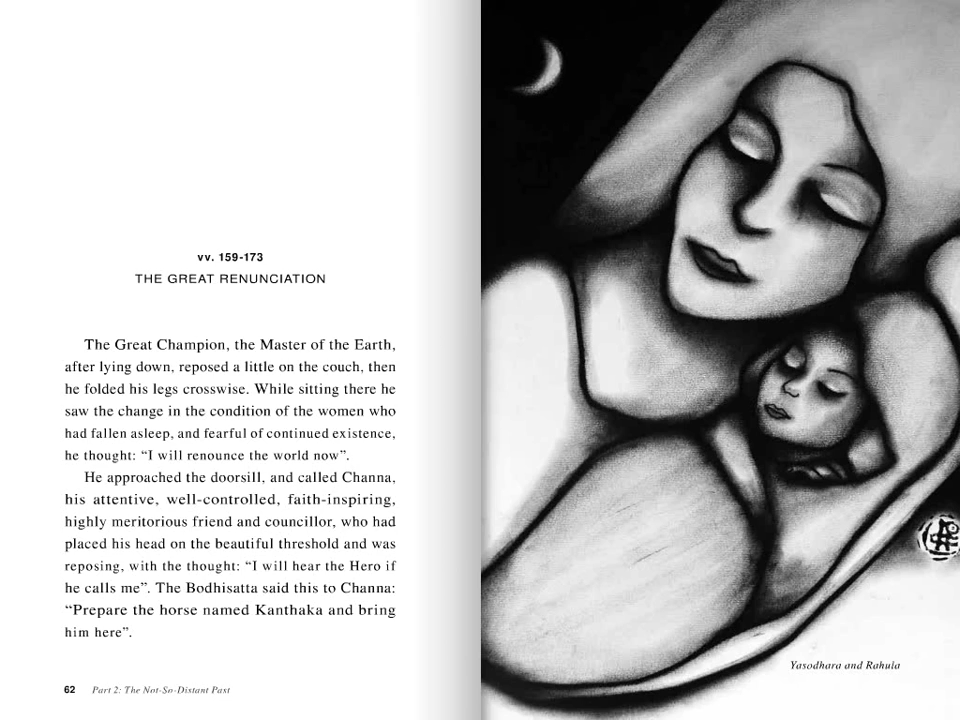 vv. 159-173
THE GREAT RENUNCIATION
The Great Champion, the Master of the Earth,
after lying down, reposed a little on the couch, then
he folded his legs crosswise. While sitting there he
saw the change in the condition of the women who
had fallen asleep, and fearful of continued existence,
he thought: “I will renounce the world now”.
He approached the doorsill, and called Channa,
his attentive, well-controlled, faith-inspiring,
highly meritorious friend and councillor, who had
placed his head on the beautiful threshold and was
reposing, with the thought: “I will hear the Hero if
he calls me”. The Bodhisatta said this to Channa:
“Prepare the horse named Kanthaka and bring
him here”.
62 Part 2: The Not-So-Distant Past
Yasodhara and Rahula